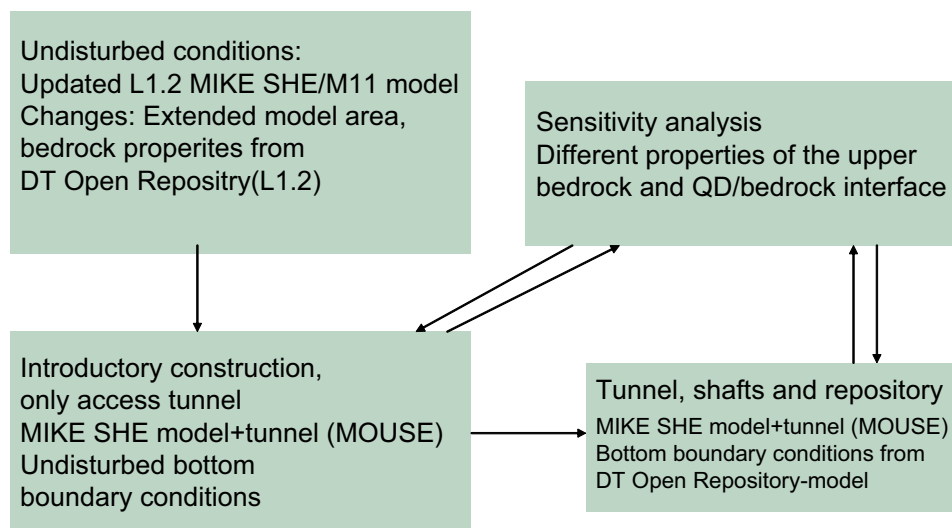 Undisturbed conditions:
Updated L1.2 MIKE SHE/M11 model
Changes: Extended model area,
bedrock properites from
DT Open Repositry(L1.2)
Sensitivity analysis
Different properties of the upper
bedrock and QD/bedrock interface
Introductory construction,
only access tunnel
MIKE SHE model+tunnel (MOUSE)
Undisturbed bottom
boundary conditions
Tunnel, shafts and repository
MIKE SHE model+tunnel (MOUSE)
Bottom boundary conditions from
DT Open Repository-model